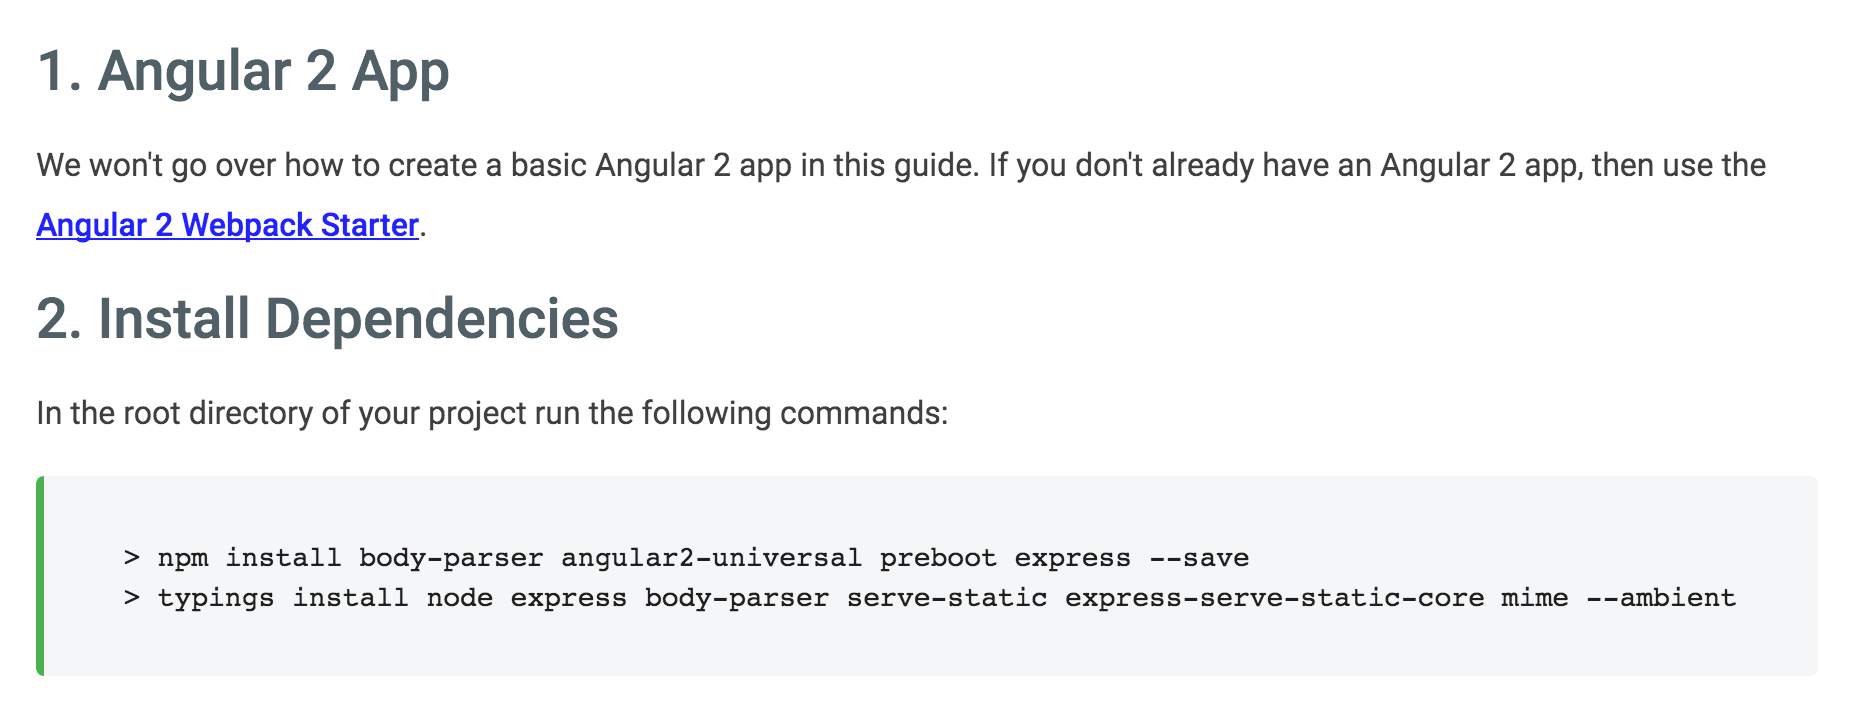 1. Angular 2 App
We won't go over how to create a basic Angular 2 app in this guide. If you don't already have an Angular 2 app, then use the
Angular 2 Webpack Starter.
2. Install Dependencies
In the root directory of your project run the following commands:
> npm install body-parser angular2-universal preboot express --save
> typings install node express body-parser serve-static express-serve-static-core mime --ambient